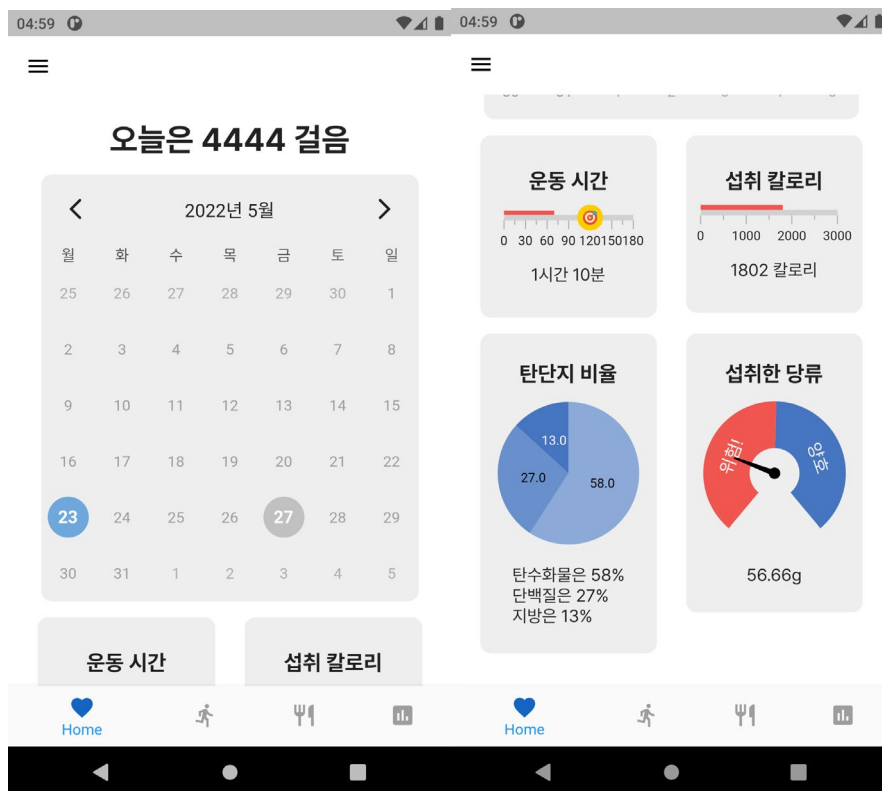 04:59
오늘은 4444 걸음
2022년 5월
월 화 수 목 금 토 일
25 26 27 28 29 30 1
2 3 4 5 6 7 8
9 10 11 12 13 14 15
16 17 18 19 20 21 22
23 24 25 26 27 28 29
30 31 1 2 3 4 5
운동 시간 섭취 칼로리
Home
04:59
운동 시간
0 30 60 90 120 150 180
1시간 10분
섭취 칼로리
0 1000 2000 3000
1802 칼로리
탄단지 비율
13.0
27.0 58.0
탄수화물은 58%
단백질은 27%
지방은 13%
섭취한 당류
위험! 양호
56.66g
Home